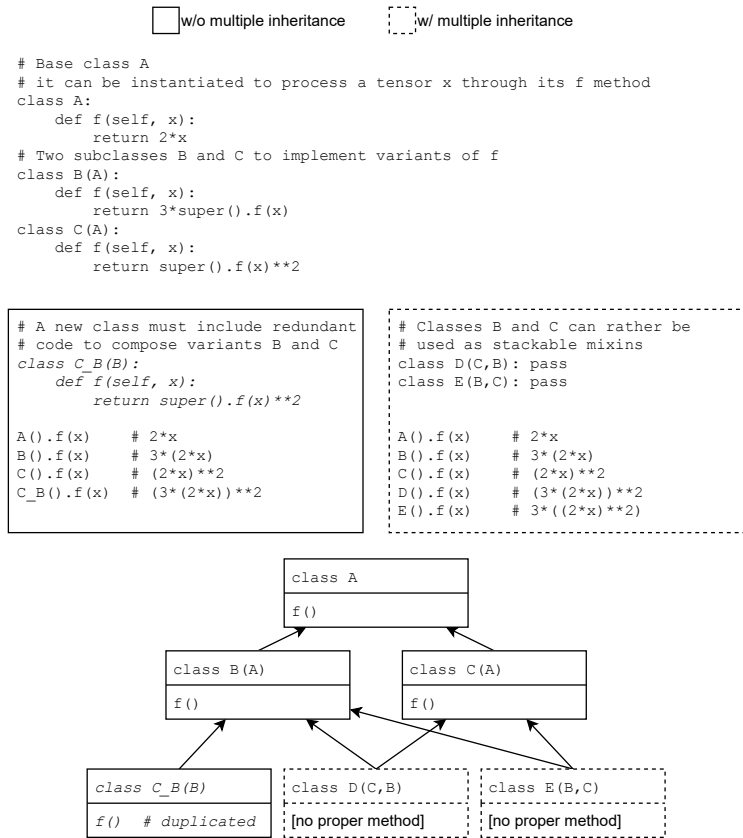 w/o multiple inheritance w/ multiple inheritance
# Base class A
# it can be instantiated to process a tensor x through its f method
class A:
    def f(self, x):
        return 2*x
# Two subclasses B and C to implement variants of f
class B(A):
    def f(self, x):
        return 3*super().f(x)
class C(A):
    def f(self, x):
        return super().f(x)**2
# A new class must include redundant
# code to compose variants B and C
class C_B(B):
    def f(self, x):
        return super().f(x)**2
A().f(x)    # 2*x
B().f(x)    # 3*(2*x)
C().f(x)    # (2*x)**2
C_B().f(x)  # (3*(2*x))**2
# Classes B and C can rather be
# used as stackable mixins
class D(C,B): pass
class E(B,C): pass
A().f(x)    # 2*x
B().f(x)    # 3*(2*x)
C().f(x)    # (2*x)**2
D().f(x)    # (3*(2*x))**2
E().f(x)    # 3*((2*x)**2)
class A
f()
class B(A)
f()
class C(A)
f()
class C_B(B)
f()  # duplicated
class D(C,B)
[no proper method]
class E(B,C)
[no proper method]